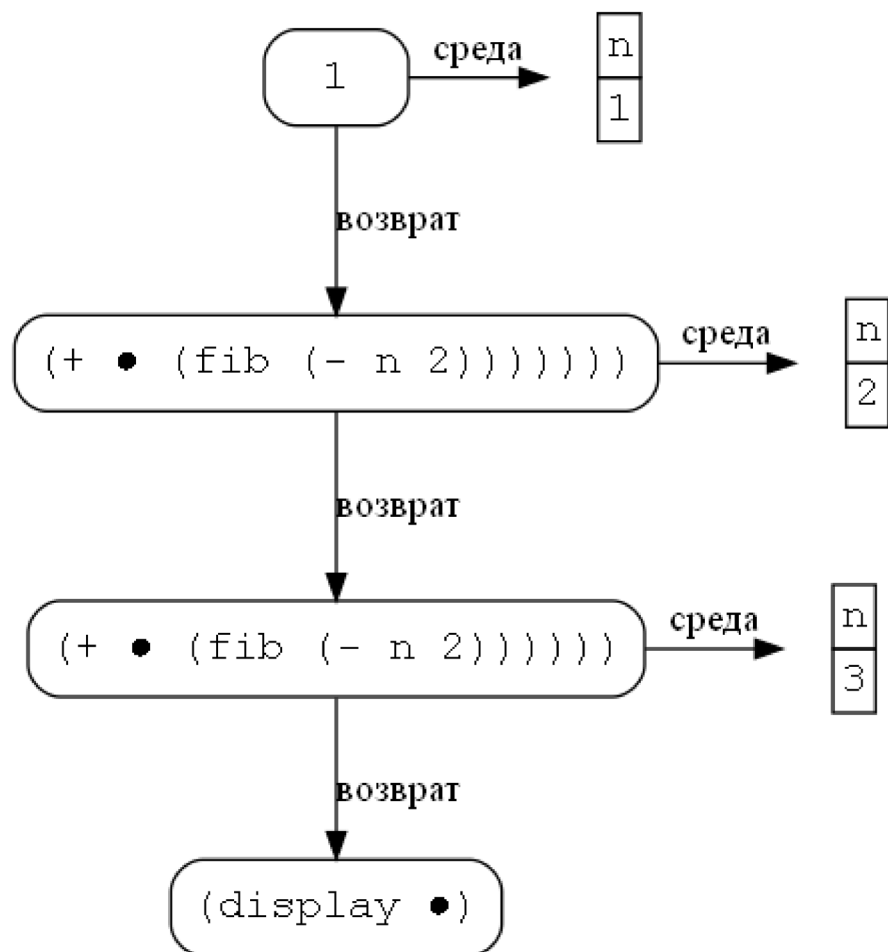 1
среда
n
1
возврат
(+ ● (fib (- n 2)))))))
среда
n
2
возврат
(+ ● (fib (- n 2))))))
среда
n
3
возврат
(display ●)